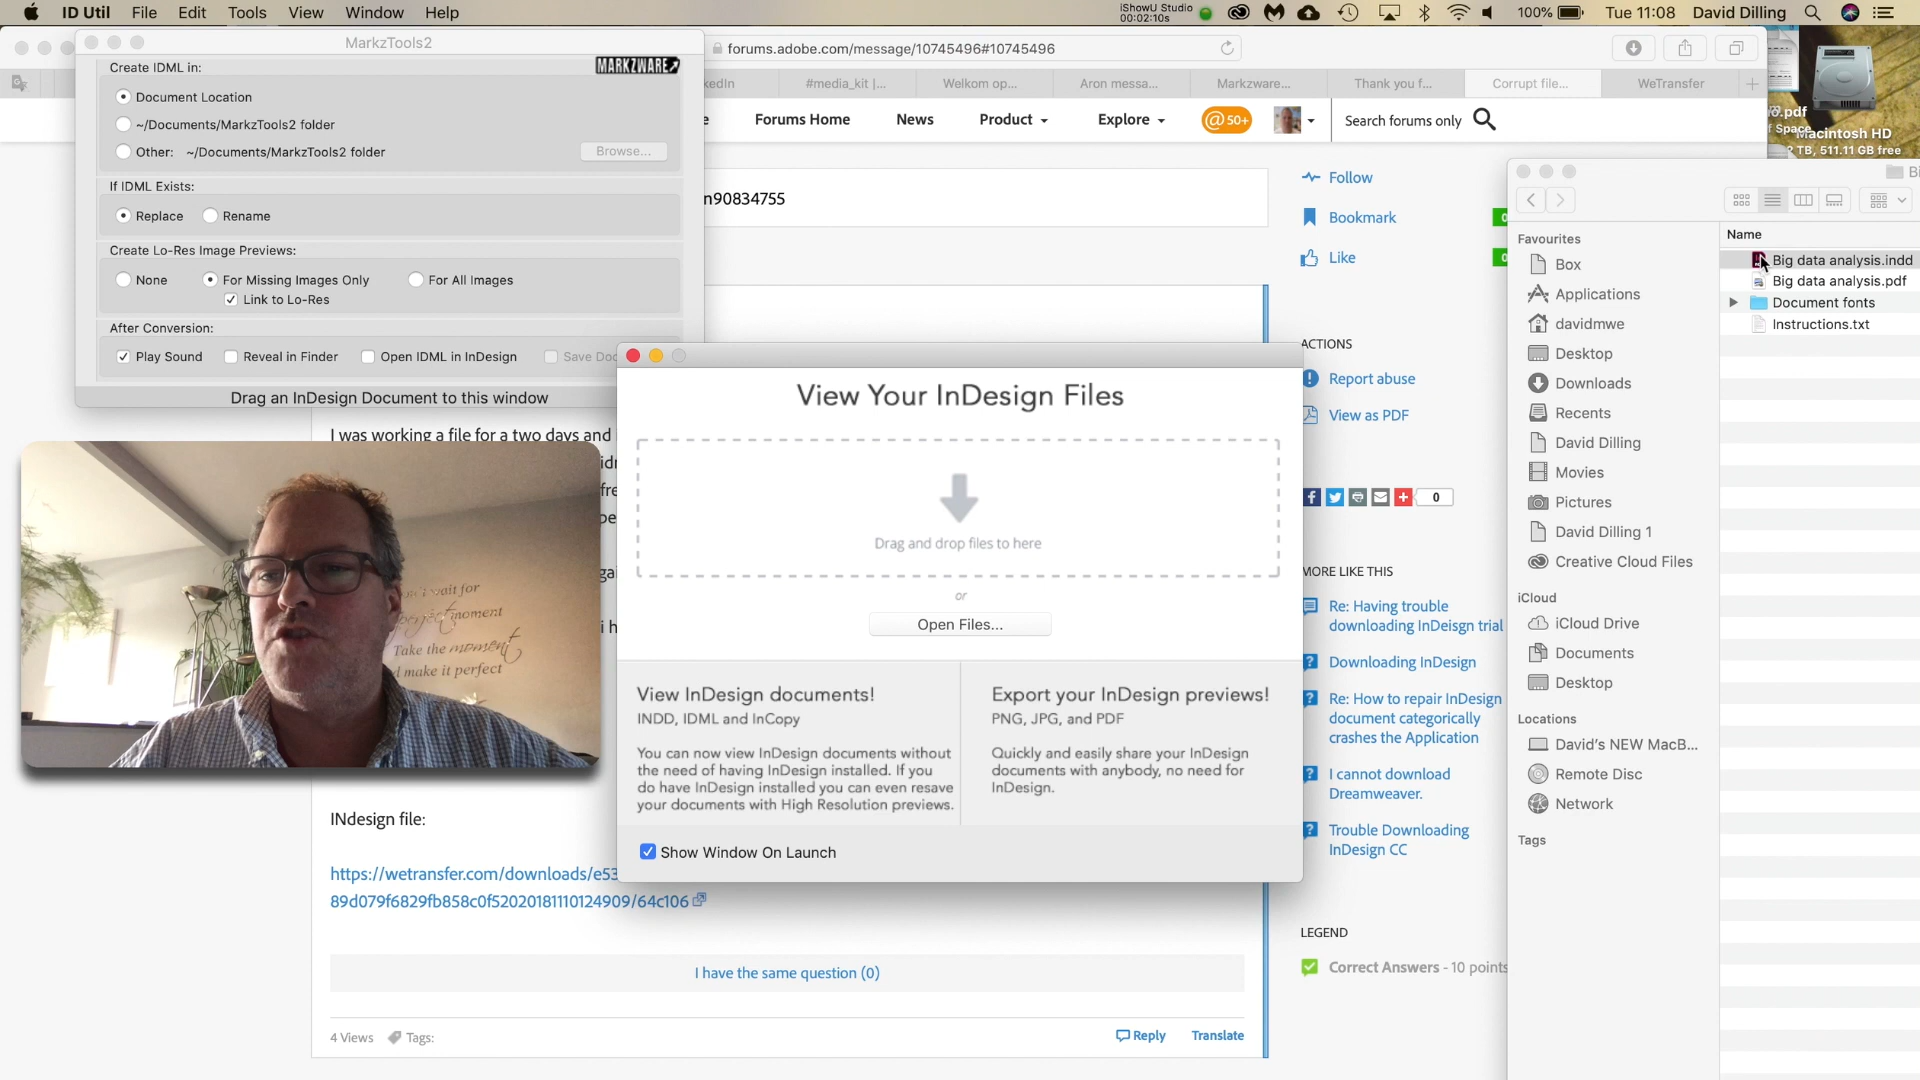 ID Util File Edit Tools View Window Help
iShowU Studio
00:02:10s
100% Tue 11:08 David Dilling
MarkzTools2
Create IDML in:
MARKZWARE
Document Location
~/Documents/MarkzTools2 folder
Other: ~/Documents/MarkzTools2 folder
Browse...
If IDML Exists:
Replace Rename
Create Lo-Res Image Previews:
None For Missing Images Only For All Images
Link to Lo-Res
After Conversion:
Play Sound Reveal in Finder Open IDML in InDesign Save Doc
Drag an InDesign Document to this window
forums.adobe.com/message/10745496#10745496
kedIn #media_kit |... Welkom op... Aron messa... Markzware... Thank you f... Corrupt file... WeTransfer
e Forums Home News Product Explore @ 50+ Search forums only
n90834755
Follow
Bookmark 0
Like 0
ACTIONS
Report abuse
View as PDF
0
MORE LIKE THIS
Re: Having trouble
downloading InDeisgn trial
Downloading InDesign
Re: How to repair InDesign
document categorically
crashes the Application
I cannot download
Dreamweaver.
Trouble Downloading
InDesign CC
LEGEND
Correct Answers - 10 points
I was working a file for a two days and
INdesign file:
https://wetransfer.com/downloads/e53
89d079f6829fb858c0f52020181110124909/64c106
I have the same question (0)
4 Views Tags:
Reply Translate
View Your InDesign Files
Drag and drop files to here
or
Open Files...
View InDesign documents!
INDD, IDML and InCopy
You can now view InDesign documents without
the need of having InDesign installed. If you
do have InDesign installed you can even resave
your documents with High Resolution previews.
Export your InDesign previews!
PNG, JPG, and PDF
Quickly and easily share your InDesign
documents with anybody, no need for
InDesign.
Show Window On Launch
perfect moment
Take the moment
d make it perfect
.pdf
Macintosh HD
2 TB, 511.11 GB free
Bi
Favourites
Box
Applications
davidmwe
Desktop
Downloads
Recents
David Dilling
Movies
Pictures
David Dilling 1
Creative Cloud Files
iCloud
iCloud Drive
Documents
Desktop
Locations
David's NEW MacB...
Remote Disc
Network
Tags
Name
Big data analysis.indd
Big data analysis.pdf
Document fonts
Instructions.txt